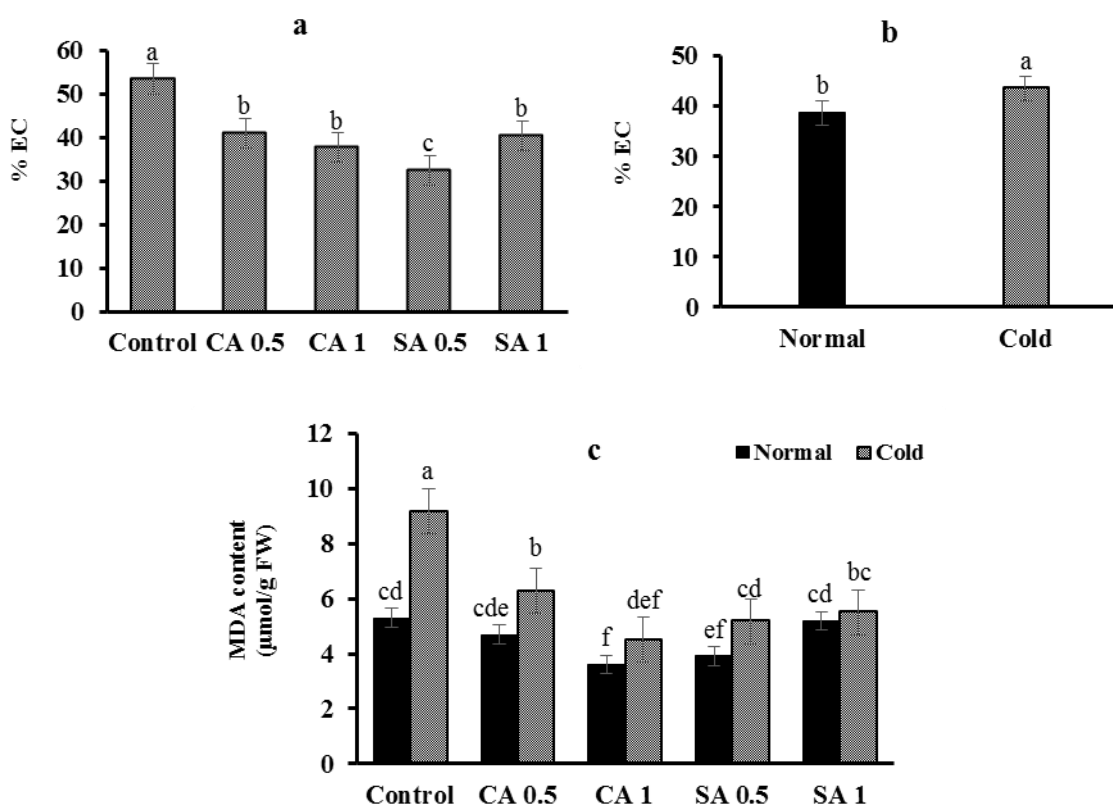 a
60
50
40
30
20
10
0
% EC
a
b
b
c
b
Control CA 0.5 CA 1 SA 0.5 SA 1
b
50
40
30
20
10
0
% EC
b
a
Normal Cold
c
Normal Cold
12
10
8
6
4
2
0
MDA content
(µmol/g FW)
cd
a
cde
b
f
def
ef
cd
cd
bc
Control CA 0.5 CA 1 SA 0.5 SA 1